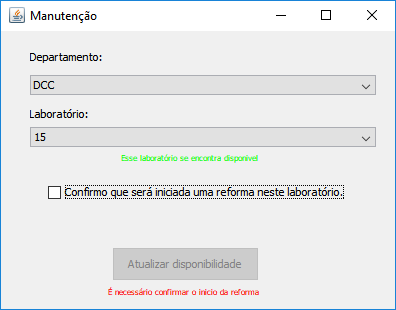 Manutenção
Departamento:
DCC
Laboratório:
15
Esse laboratório se encontra disponível
Confirmo que será iniciada uma reforma neste laboratório.
Atualizar disponibilidade
É necessário confirmar o início da reforma